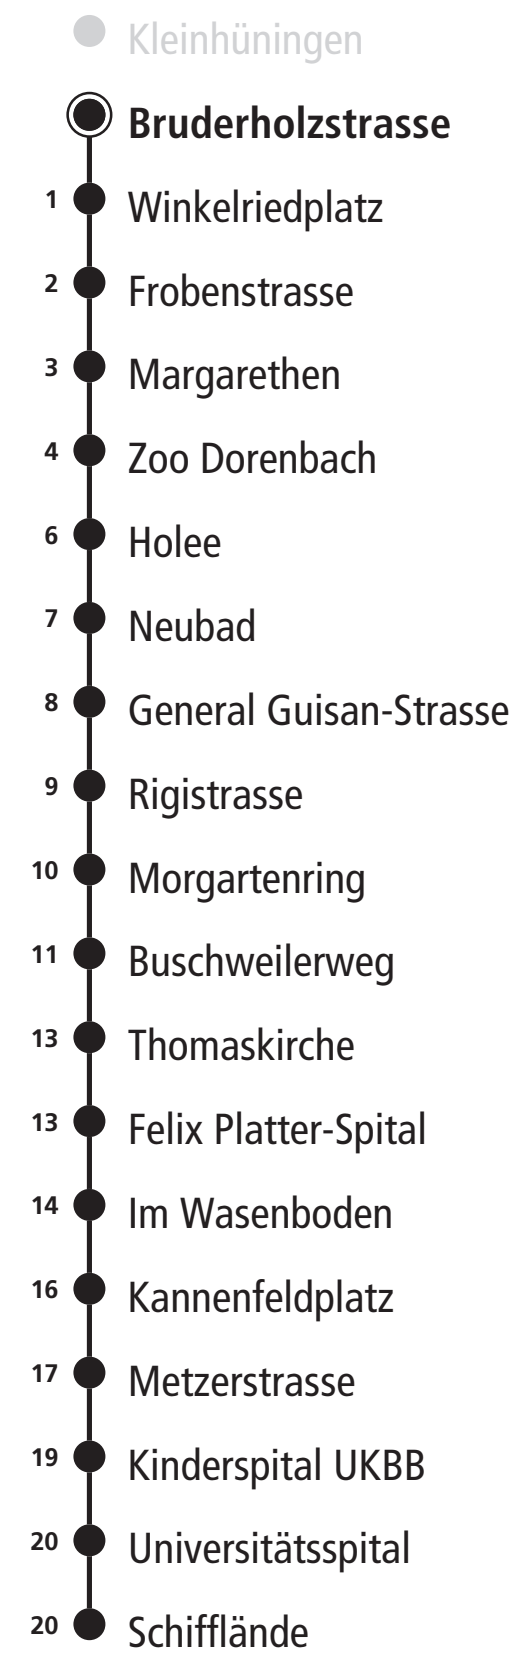 Kleinhüningen
Bruderholzstrasse
1 Winkelriedplatz
2 Frobenstrasse
3 Margarethen
4 Zoo Dorenbach
6 Holee
7 Neubad
8 General Guisan-Strasse
9 Rigistrasse
10 Morgartenring
11 Buschweilerweg
13 Thomaskirche
13 Felix Platter-Spital
14 Im Wasenboden
16 Kannenfeldplatz
17 Metzerstrasse
19 Kinderspital UKBB
20 Universitätsspital
20 Schifflände